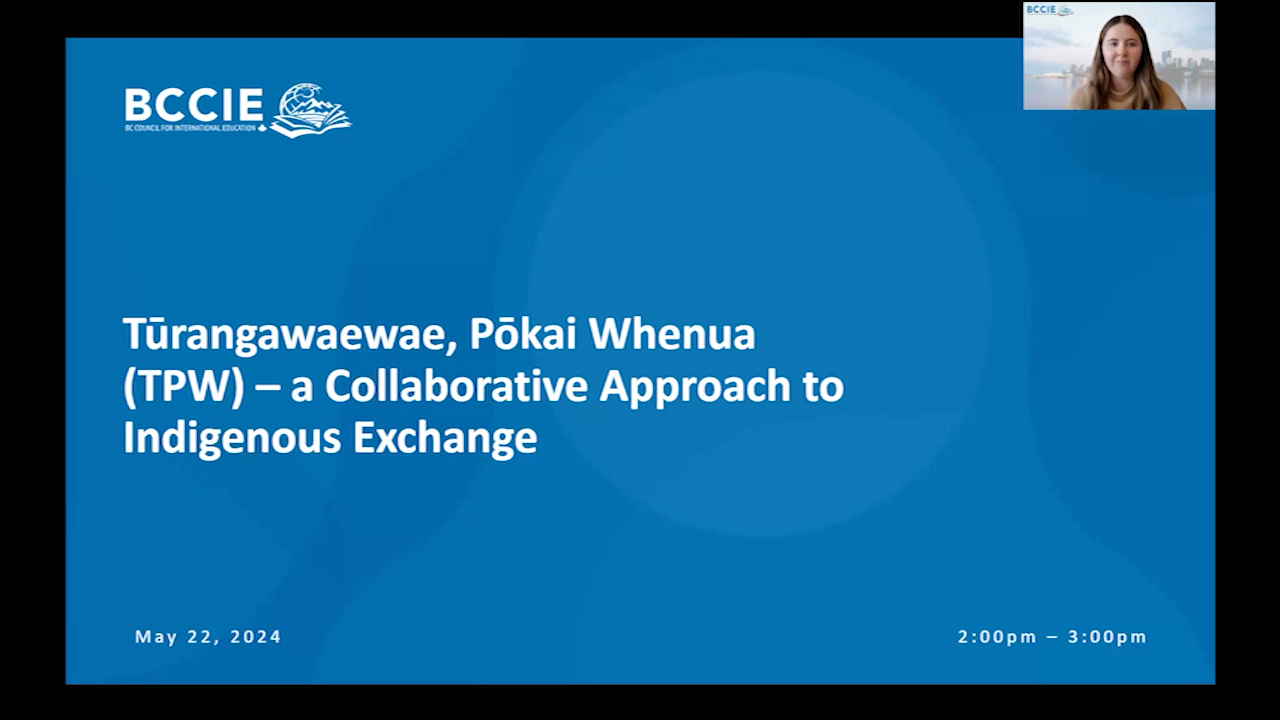 BCCIE
BCCIE
BC COUNCIL FOR INTERNATIONAL EDUCATION
Tūrangawaewae, Pōkai Whenua
(TPW) – a Collaborative Approach to
Indigenous Exchange
May 22, 2024
2:00pm – 3:00pm